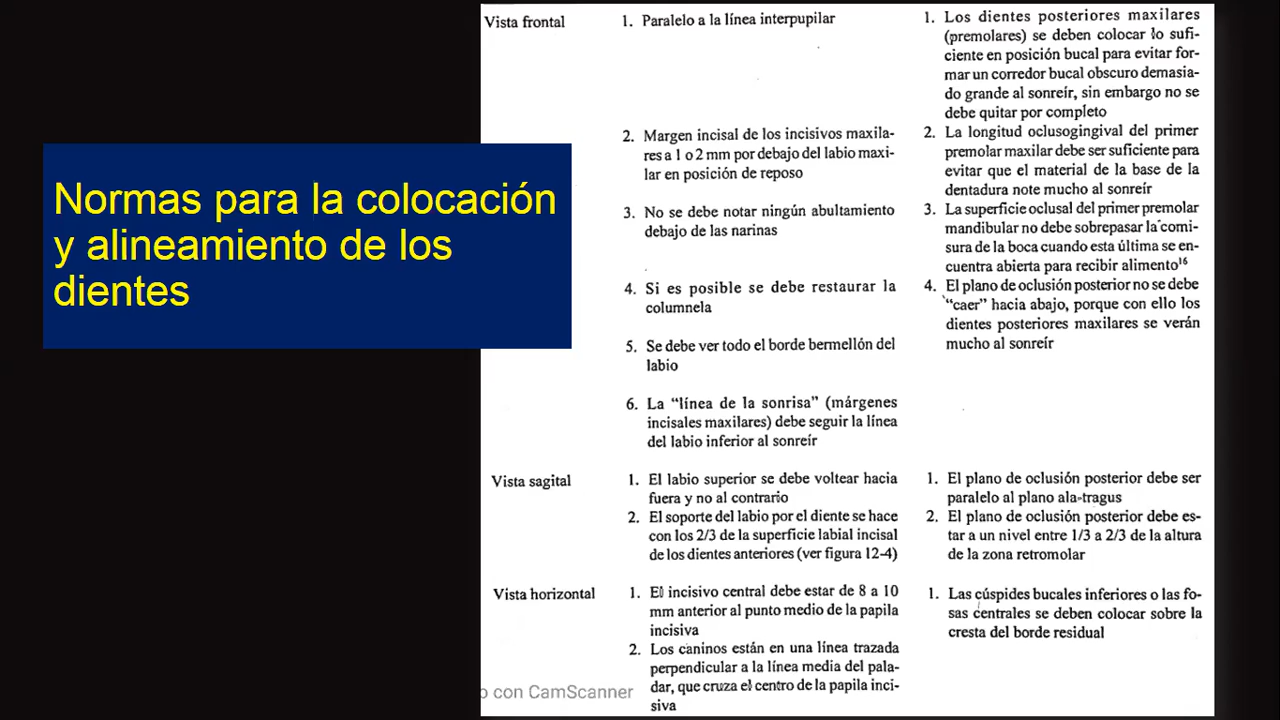 Normas para la colocación
y alineamiento de los
dientes
Vista frontal
1. Paralelo a la línea interpupilar
2. Margen incisal de los incisivos maxila-
res a 1 o 2 mm por debajo del labio maxi-
lar en posición de reposo
3. No se debe notar ningún abultamiento
debajo de las narinas
4. Si es posible se debe restaurar la
columnela
5. Se debe ver todo el borde bermellón del
labio
6. La “línea de la sonrisa” (márgenes
incisales maxilares) debe seguir la línea
del labio inferior al sonreír
1. Los dientes posteriores maxilares
(premolares) se deben colocar lo sufi-
ciente en posición bucal para evitar for-
mar un corredor bucal obscuro demasia-
do grande al sonreír, sin embargo no se
debe quitar por completo
2. La longitud oclusogingival del primer
premolar maxilar debe ser suficiente para
evitar que el material de la base de la
dentadura note mucho al sonreír
3. La superficie oclusal del primer premolar
mandibular no debe sobrepasar la comi-
sura de la boca cuando esta última se en-
cuentra abierta para recibir alimento16
4. El plano de oclusión posterior no se debe
“caer” hacia abajo, porque con ello los
dientes posteriores maxilares se verán
mucho al sonreír
Vista sagital
1. El labio superior se debe voltear hacia
fuera y no al contrario
2. El soporte del labio por el diente se hace
con los 2/3 de la superficie labial incisal
de los dientes anteriores (ver figura 12-4)
1. El plano de oclusión posterior debe ser
paralelo al plano ala-tragus
2. El plano de oclusión posterior debe es-
tar a un nivel entre 1/3 a 2/3 de la altura
de la zona retromolar
Vista horizontal
1. El incisivo central debe estar de 8 a 10
mm anterior al punto medio de la papila
incisiva
2. Los caninos están en una línea trazada
perpendicular a la línea media del pala-
dar, que cruza el centro de la papila inci-
siva
1. Las cúspides bucales inferiores o las fo-
sas centrales se deben colocar sobre la
cresta del borde residual
o con CamScanner